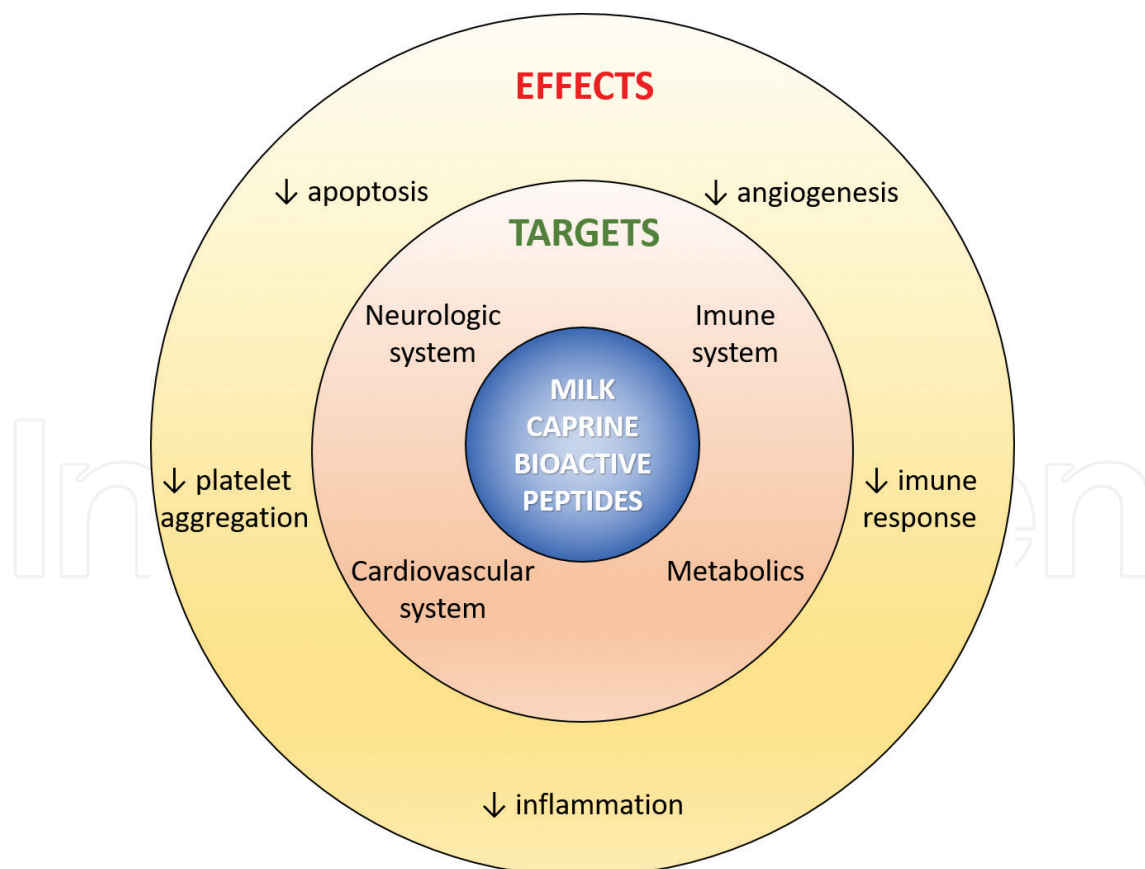 EFFECTS
↓ apoptosis
↓ angiogenesis
TARGETS
Neurologic
system
Imune
system
MILK
CAPRINE
BIOACTIVE
PEPTIDES
↓ platelet
aggregation
↓ imune
response
Cardiovascular
system
Metabolics
↓ inflammation